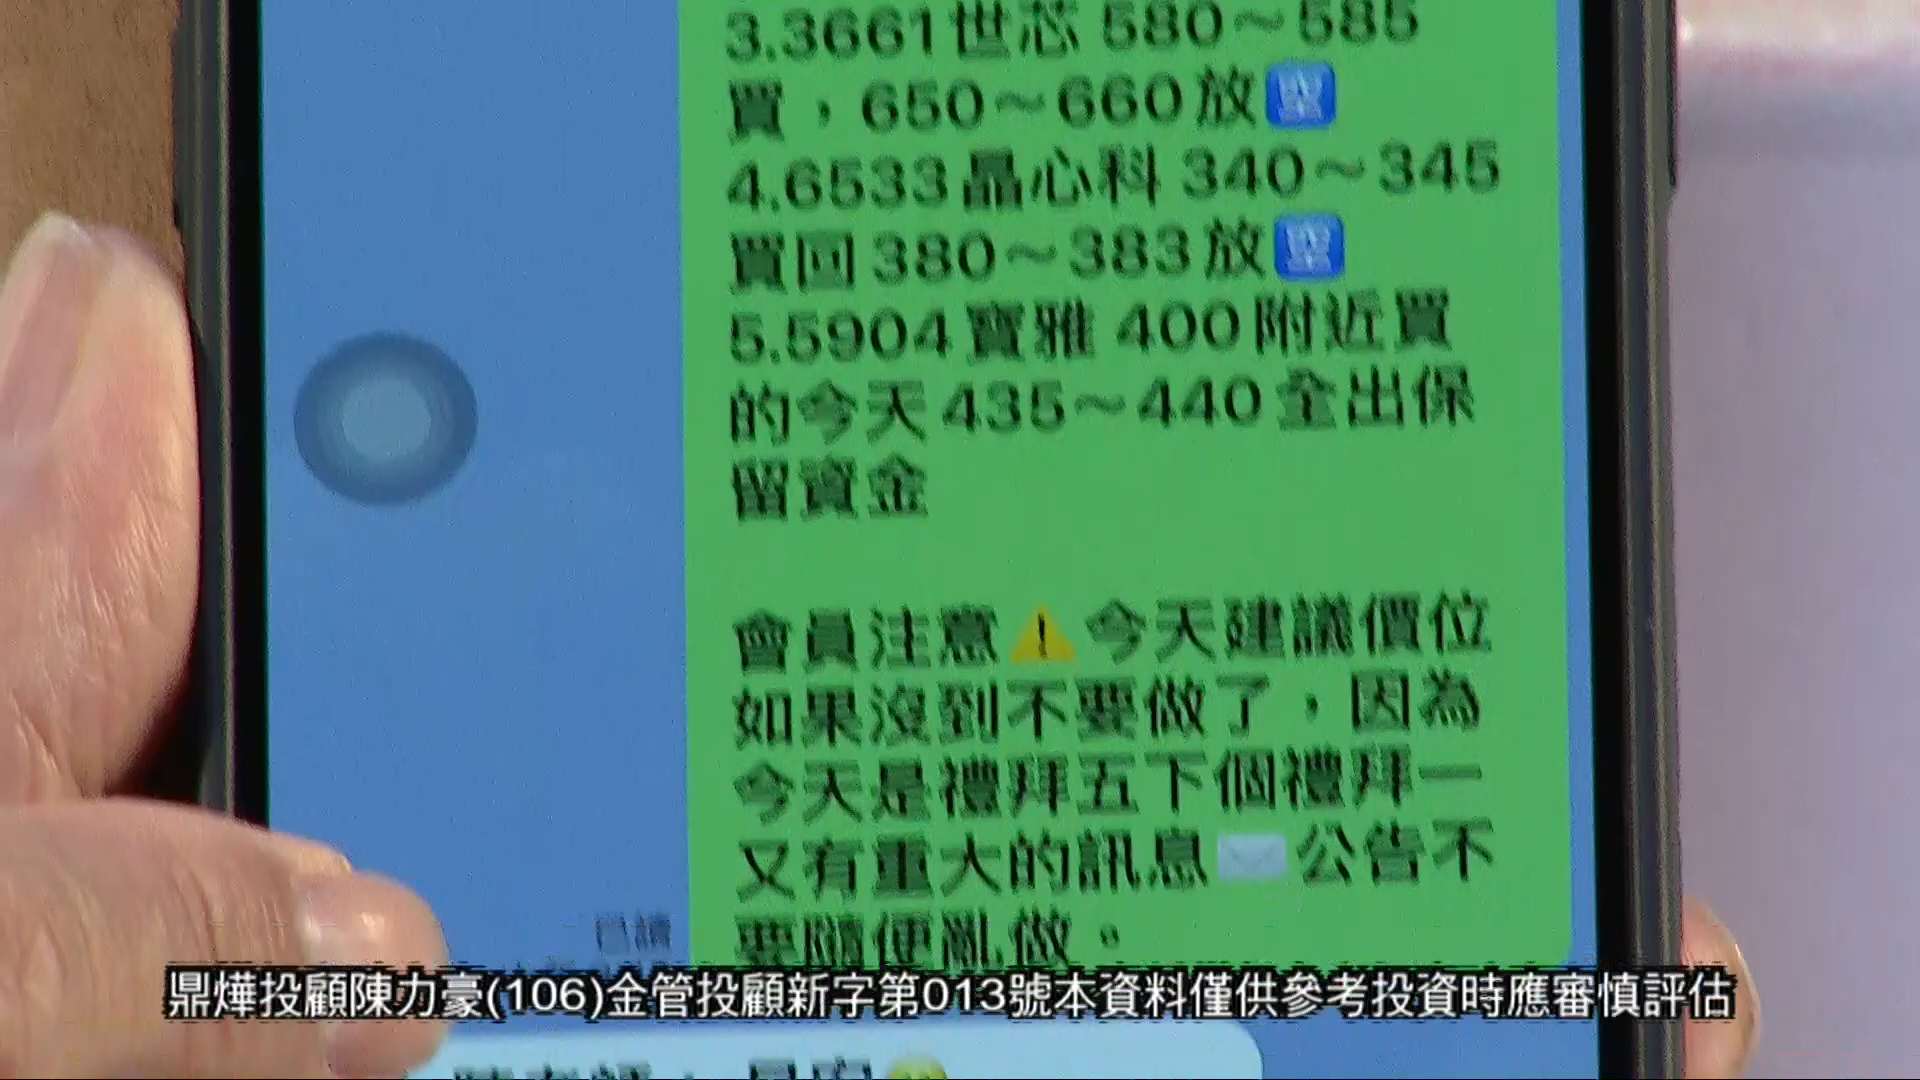 3.3661世芯 580～585
買，650～660放
4.6533晶心科 340～345
買回 380～383放
5.5904寶雅 400附近買
的今天 435～440全出保
留資金
會員注意⚠️今天建議價位
如果沒到不要做了，因為
今天是禮拜五下個禮拜一
又有重大的訊息✉️公告不
要隨便亂做。
已讀
鼎燁投顧陳力豪(106)金管投顧新字第013號本資料僅供參考投資時應審慎評估